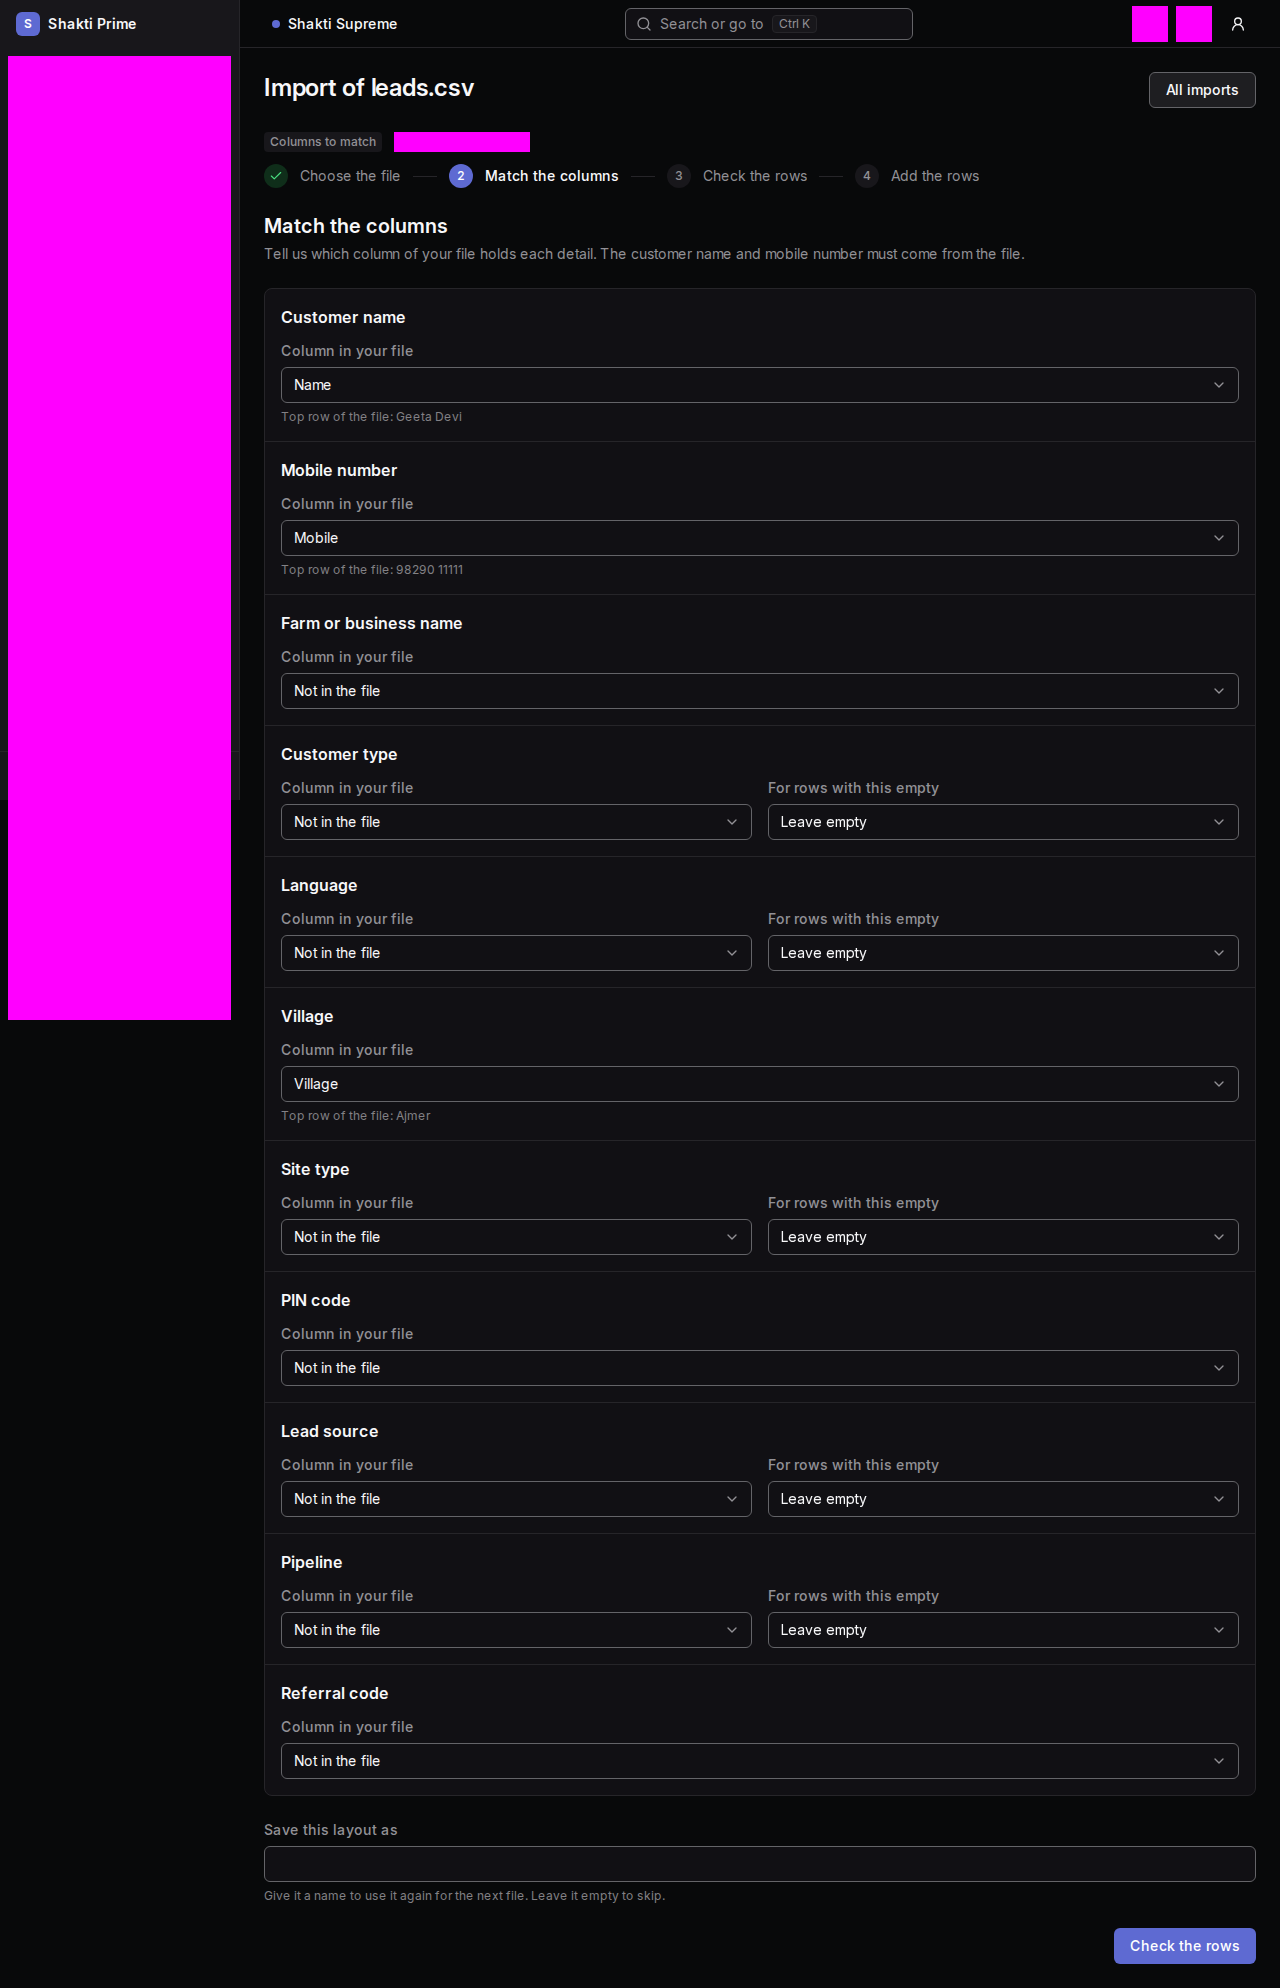 S Shakti Prime
Shakti Supreme
Search or go to Ctrl K
Import of leads.csv
All imports
Columns to match
Choose the file
2 Match the columns
3 Check the rows
4 Add the rows
Match the columns
Tell us which column of your file holds each detail. The customer name and mobile number must come from the file.
Customer name
Column in your file
Name
Top row of the file: Geeta Devi
Mobile number
Column in your file
Mobile
Top row of the file: 98290 11111
Farm or business name
Column in your file
Not in the file
Customer type
Column in your file For rows with this empty
Not in the file Leave empty
Language
Column in your file For rows with this empty
Not in the file Leave empty
Village
Column in your file
Village
Top row of the file: Ajmer
Site type
Column in your file For rows with this empty
Not in the file Leave empty
PIN code
Column in your file
Not in the file
Lead source
Column in your file For rows with this empty
Not in the file Leave empty
Pipeline
Column in your file For rows with this empty
Not in the file Leave empty
Referral code
Column in your file
Not in the file
Save this layout as
Give it a name to use it again for the next file. Leave it empty to skip.
Check the rows